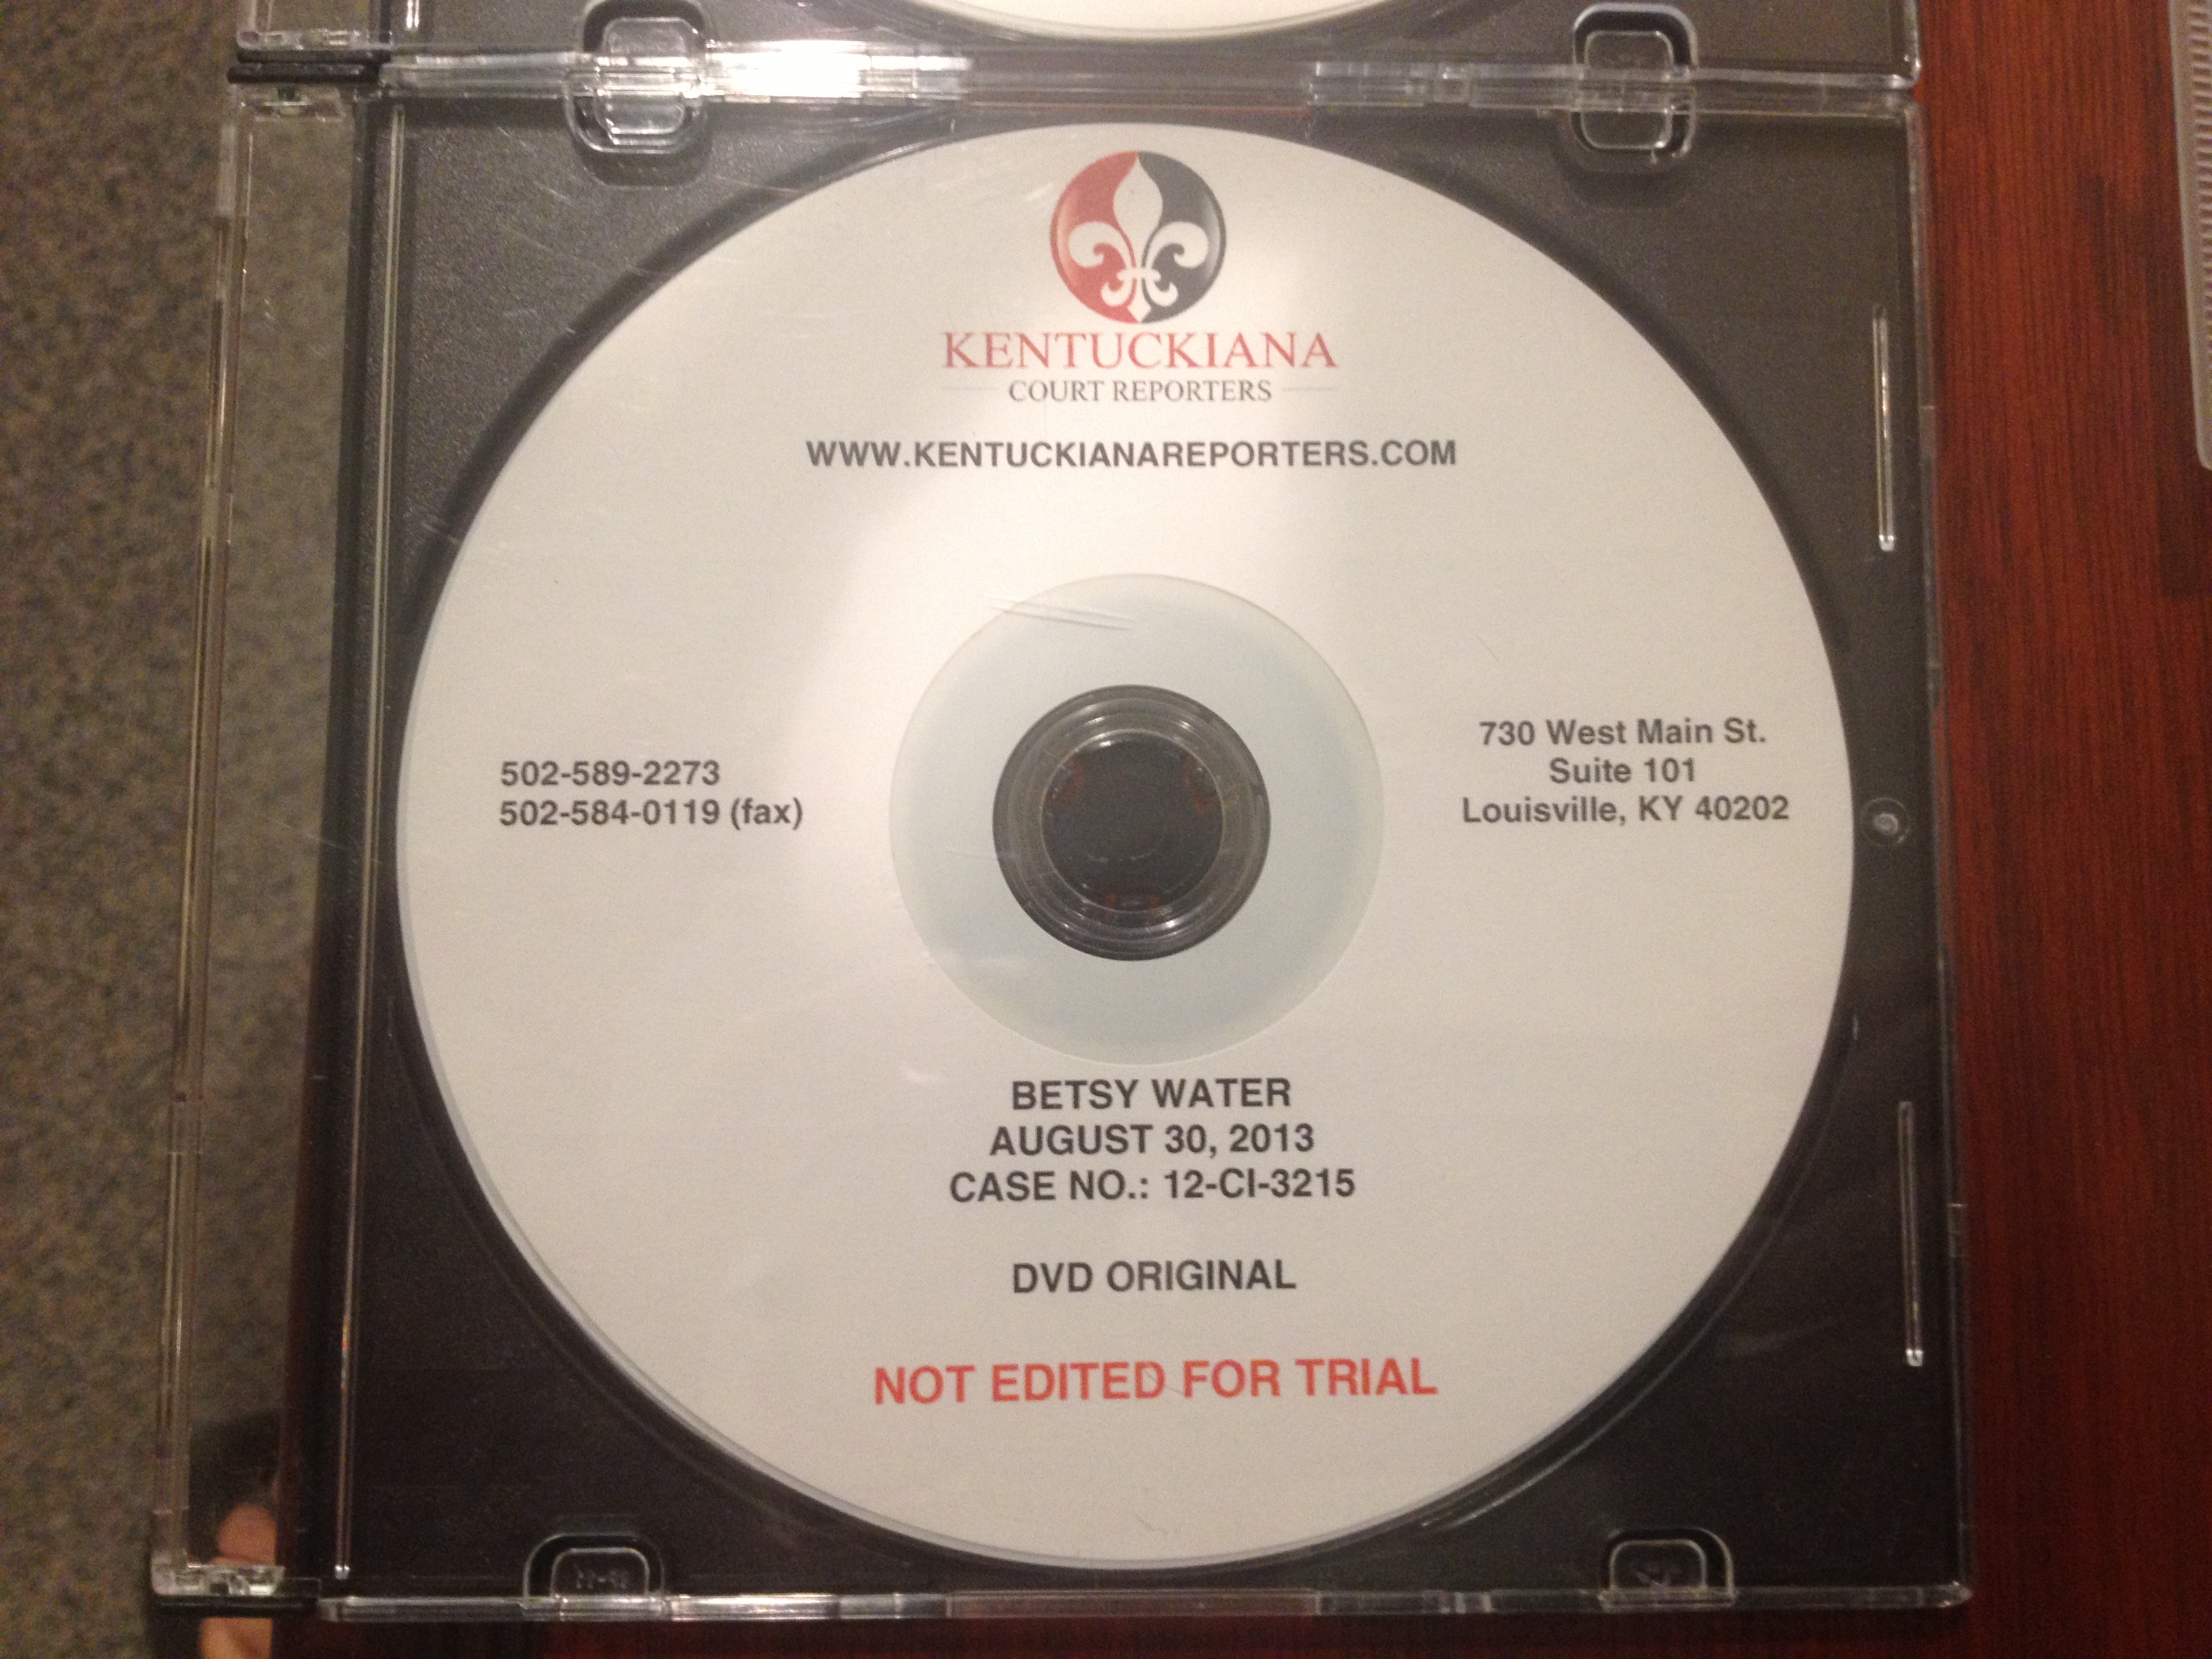 KENTUCKIANA
COURT REPORTERS
WWW.KENTUCKIANAREPORTERS.COM
502-589-2273
502-584-0119 (fax)
730 West Main St.
Suite 101
Louisville, KY 40202
BETSY WATER
AUGUST 30, 2013
CASE NO.: 12-CI-3215
DVD ORIGINAL
NOT EDITED FOR TRIAL